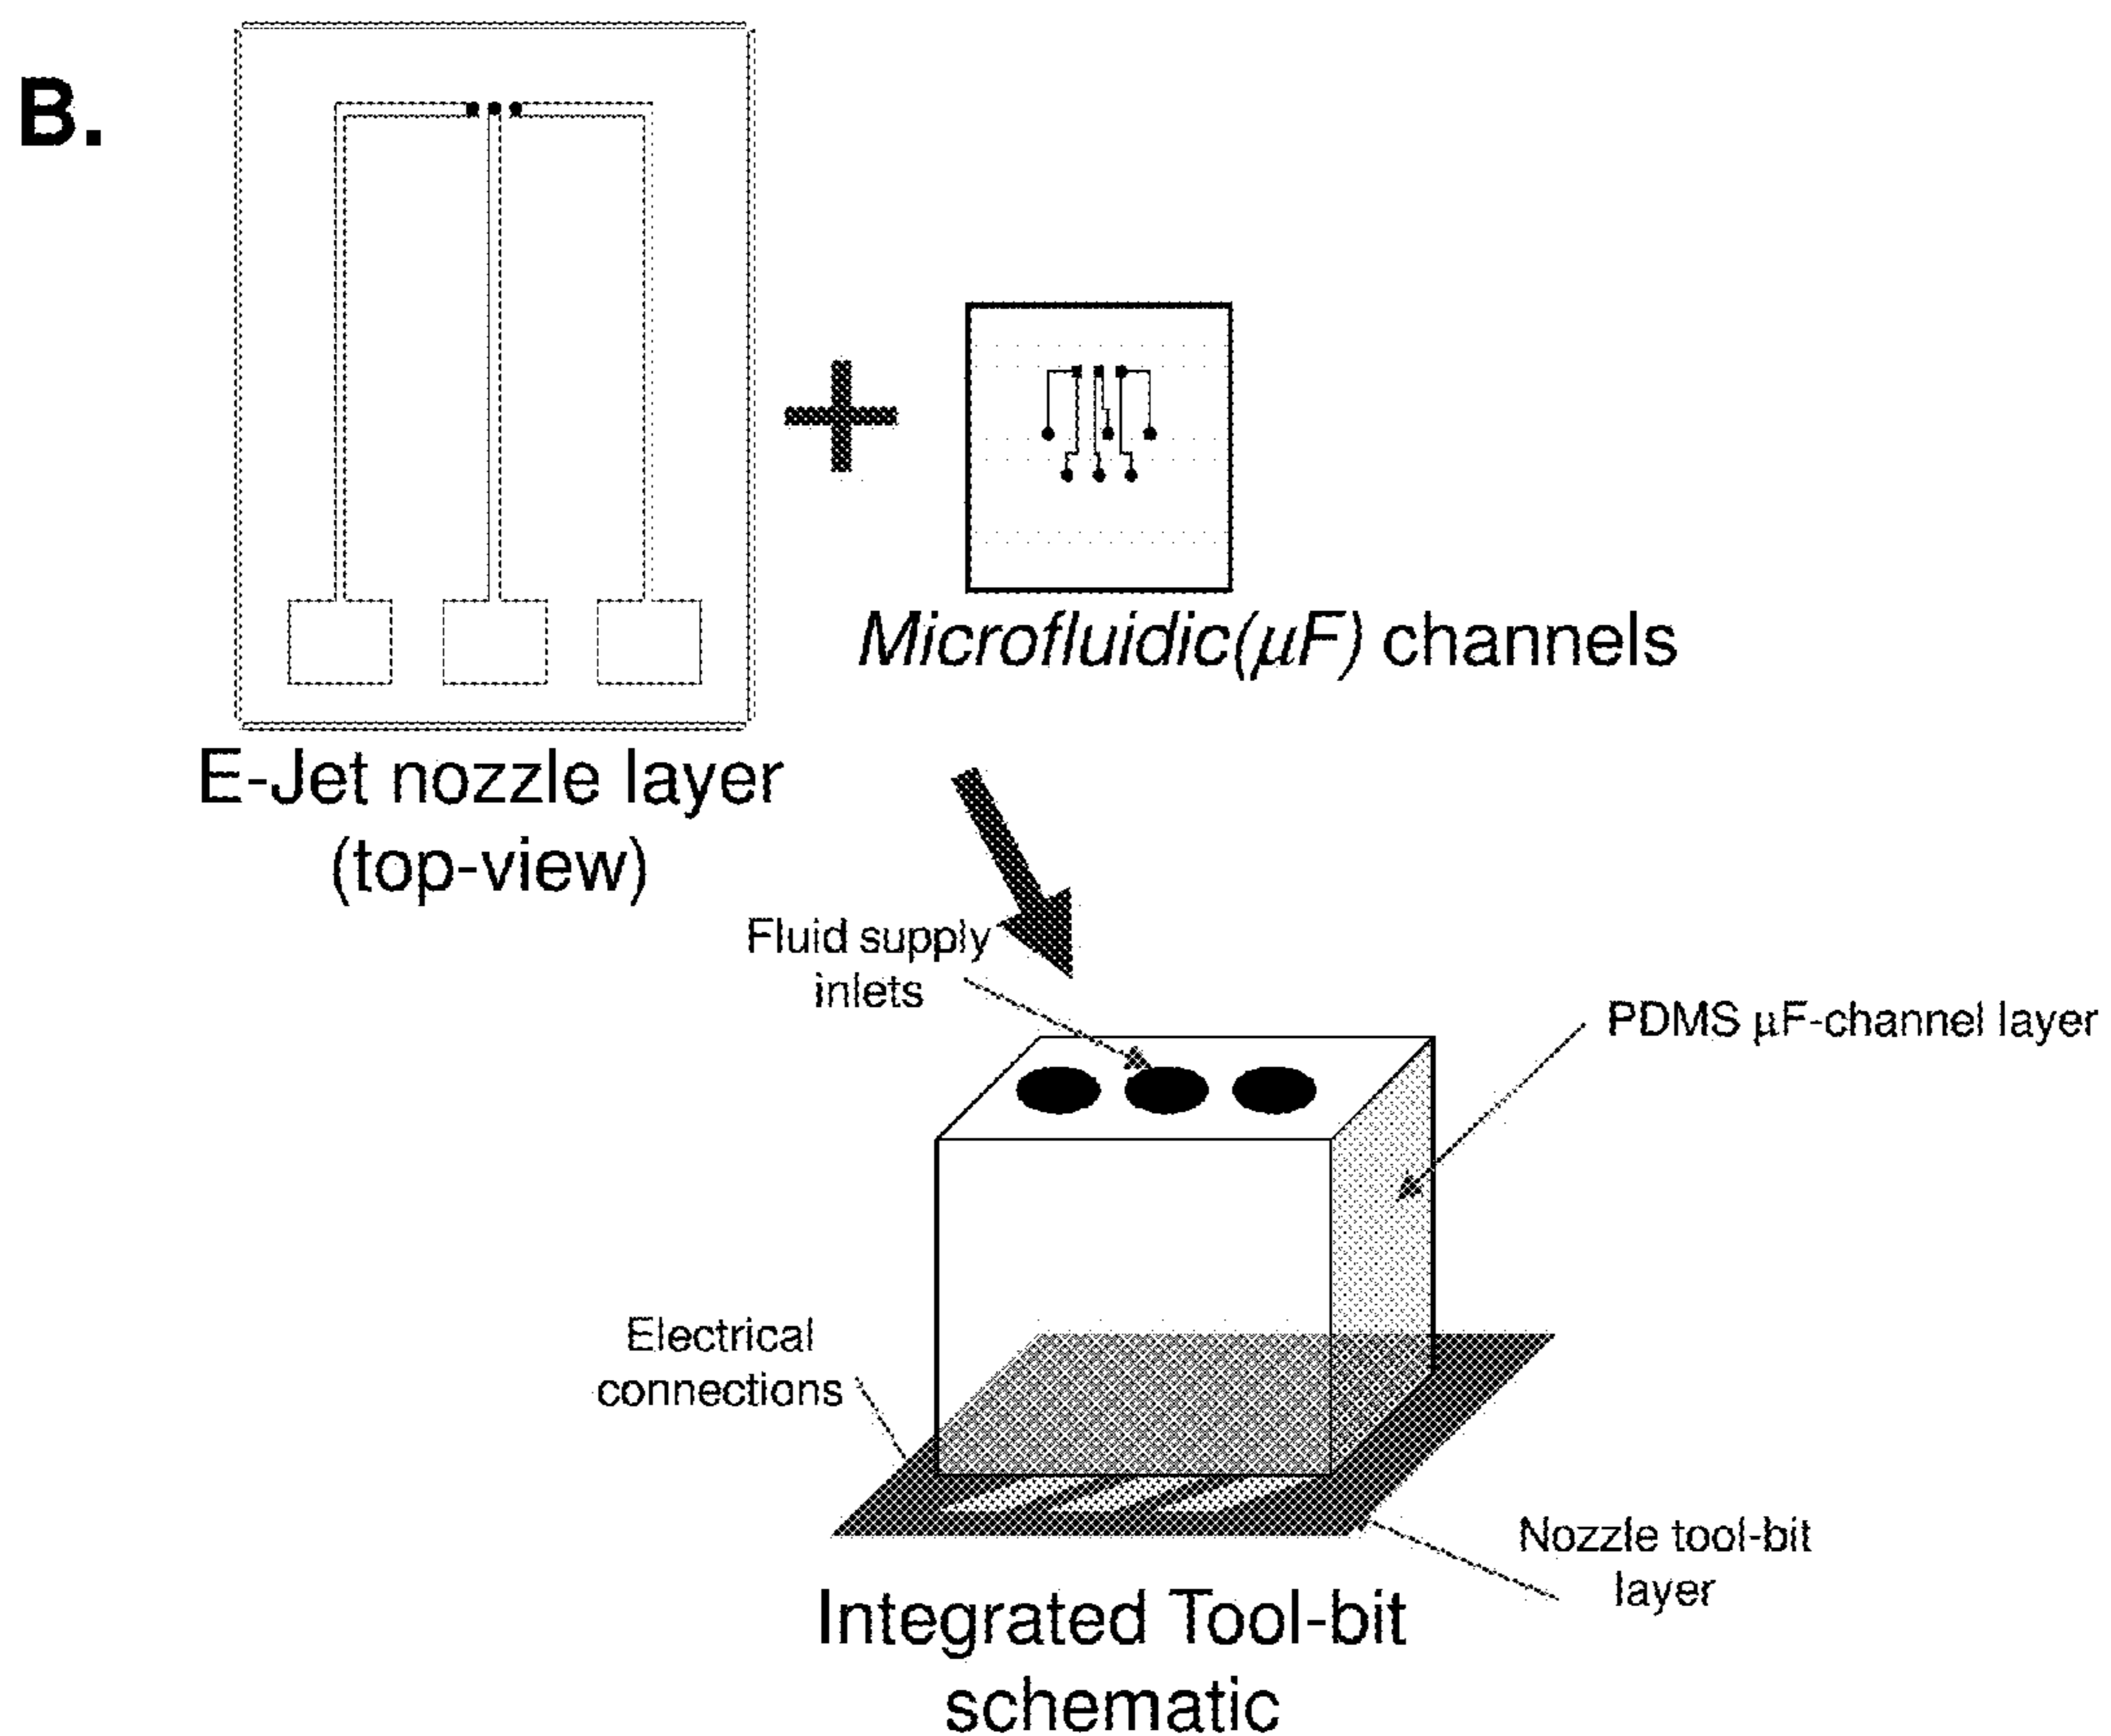 B.
Microfluidic(µF) channels
E-Jet nozzle layer
(top-view)
Fluid supply
inlets
PDMS µF-channel layer
Electrical
connections
Nozzle tool-bit
layer
Integrated Tool-bit
schematic